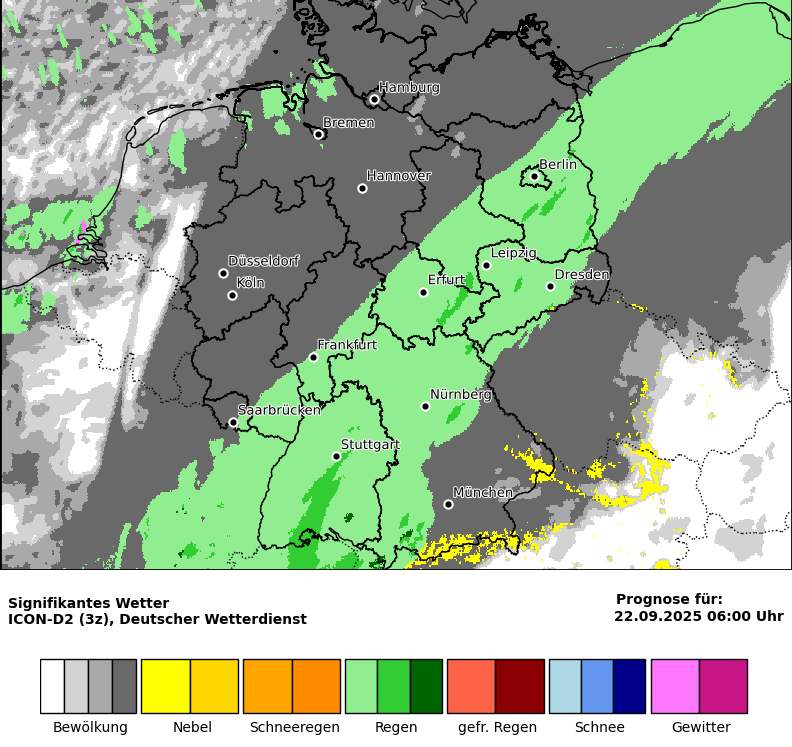 Hamburg
Bremen
Berlin
Hannover
Leipzig
Düsseldorf
Dresden
Köln
Erfurt
Frankfurt
Nürnberg
Saarbrücken
Stuttgart
München
Signifikantes Wetter
ICON-D2 (3z), Deutscher Wetterdienst
Prognose für:
22.09.2025 06:00 Uhr
Bewölkung Nebel Schneeregen Regen gefr. Regen Schnee Gewitter